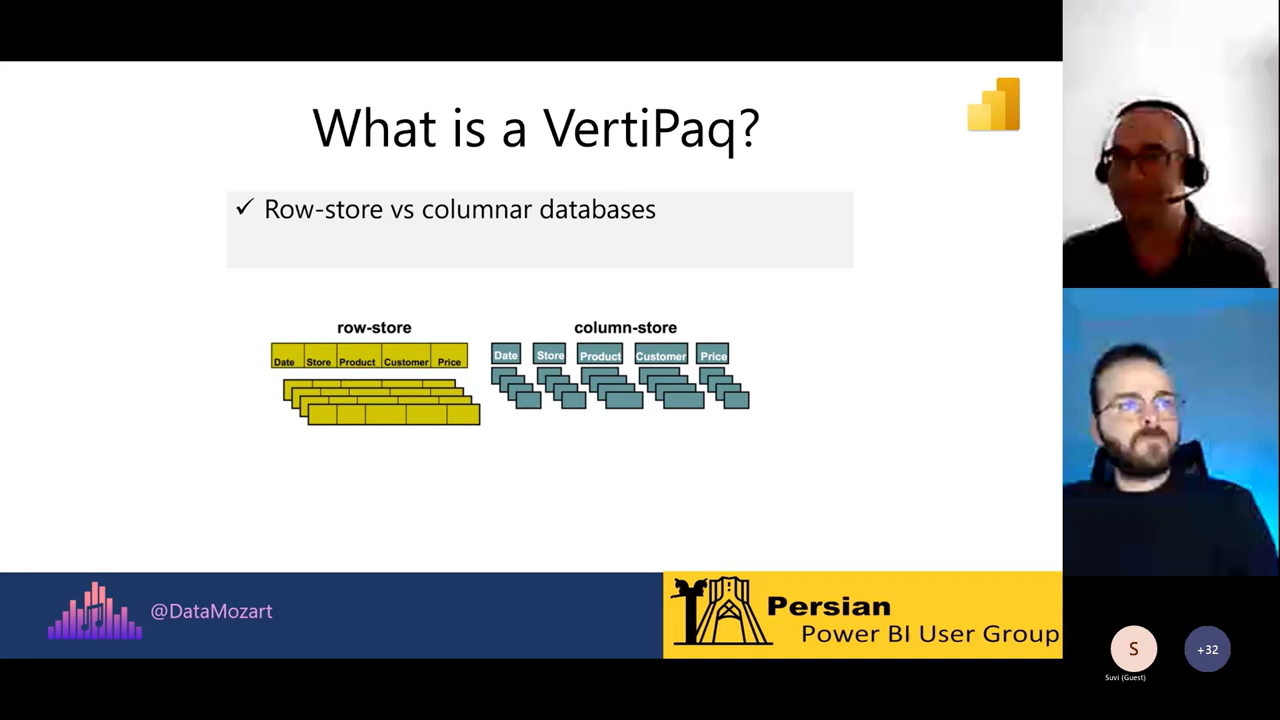 What is a VertiPaq?
✓ Row-store vs columnar databases
row-store
column-store
Date Store Product Customer Price
Date Store Product Customer Price
@DataMozart
Persian
Power BI User Group
S
+32
Suvi (Guest)